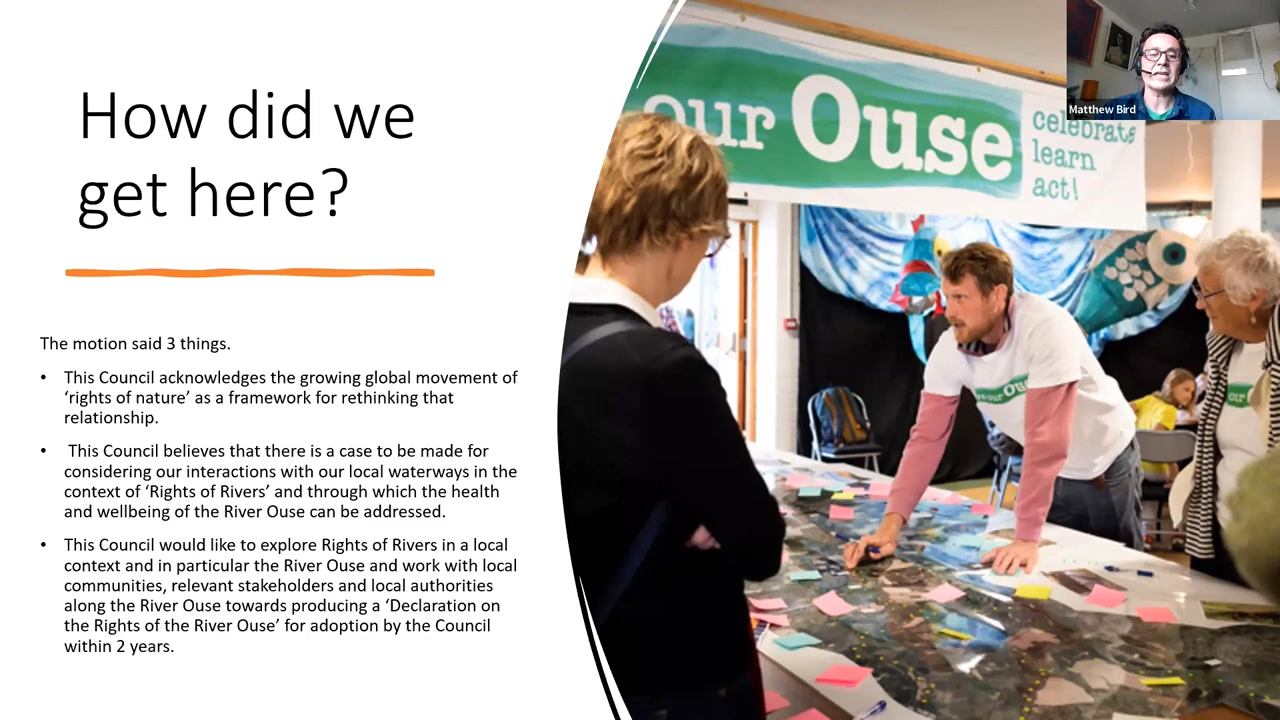 How did we
get here?
The motion said 3 things.
• This Council acknowledges the growing global movement of
‘rights of nature’ as a framework for rethinking that
relationship.
• This Council believes that there is a case to be made for
considering our interactions with our local waterways in the
context of ‘Rights of Rivers’ and through which the health
and wellbeing of the River Ouse can be addressed.
• This Council would like to explore Rights of Rivers in a local
context and in particular the River Ouse and work with local
communities, relevant stakeholders and local authorities
along the River Ouse towards producing a ‘Declaration on
the Rights of the River Ouse’ for adoption by the Council
within 2 years.
our Ouse
celebrate
learn
act!
Matthew Bird
our